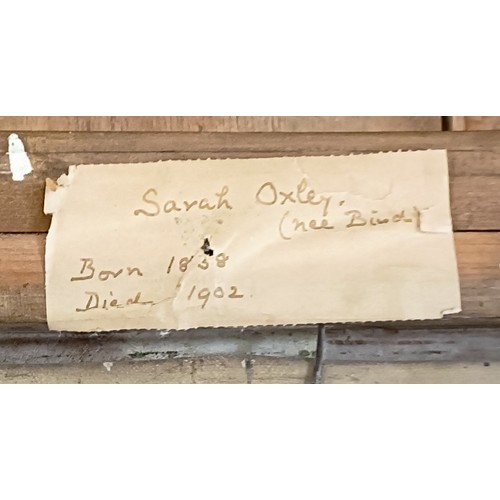 Sarah Oxley.
(nee Bird)
Born 1838
Died 1902.